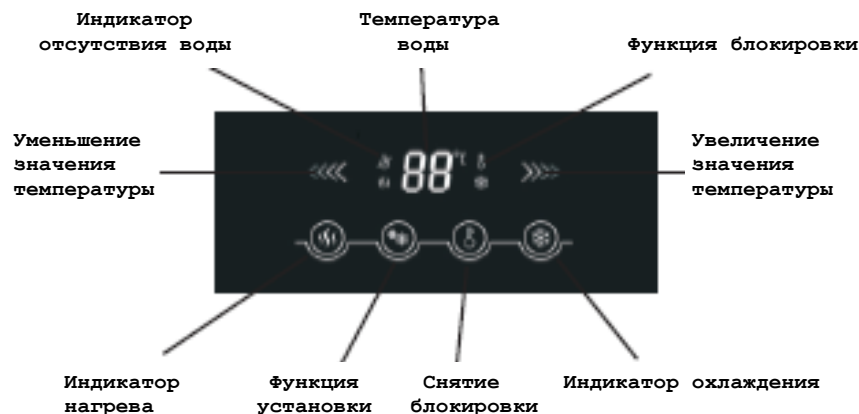 Индикатор
отсутствия воды
Температура
воды
Функция блокировки
Уменьшение
значения
температуры
88 °C
Увеличение
значения
температуры
Индикатор
нагрева
Функция
установки
Снятие
блокировки
Индикатор охлаждения